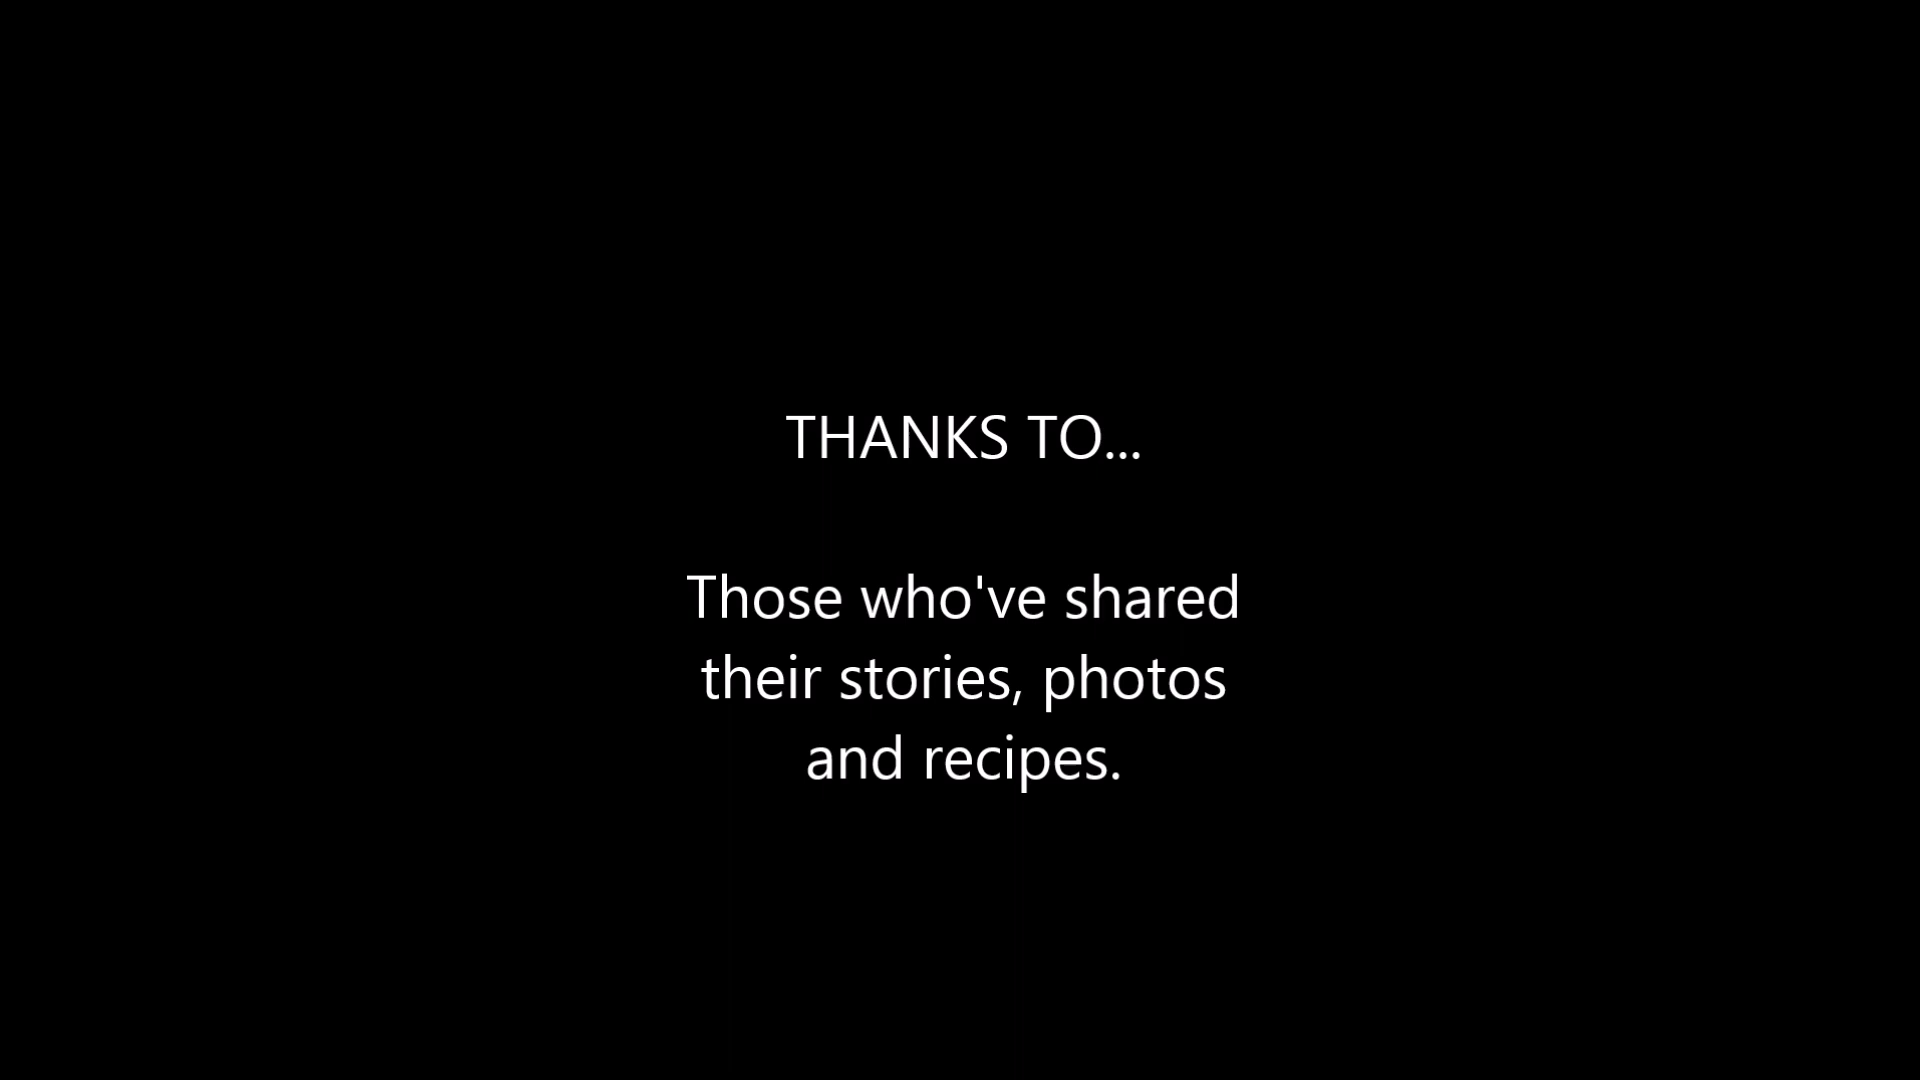 THANKS TO...
Those who've shared
their stories, photos
and recipes.